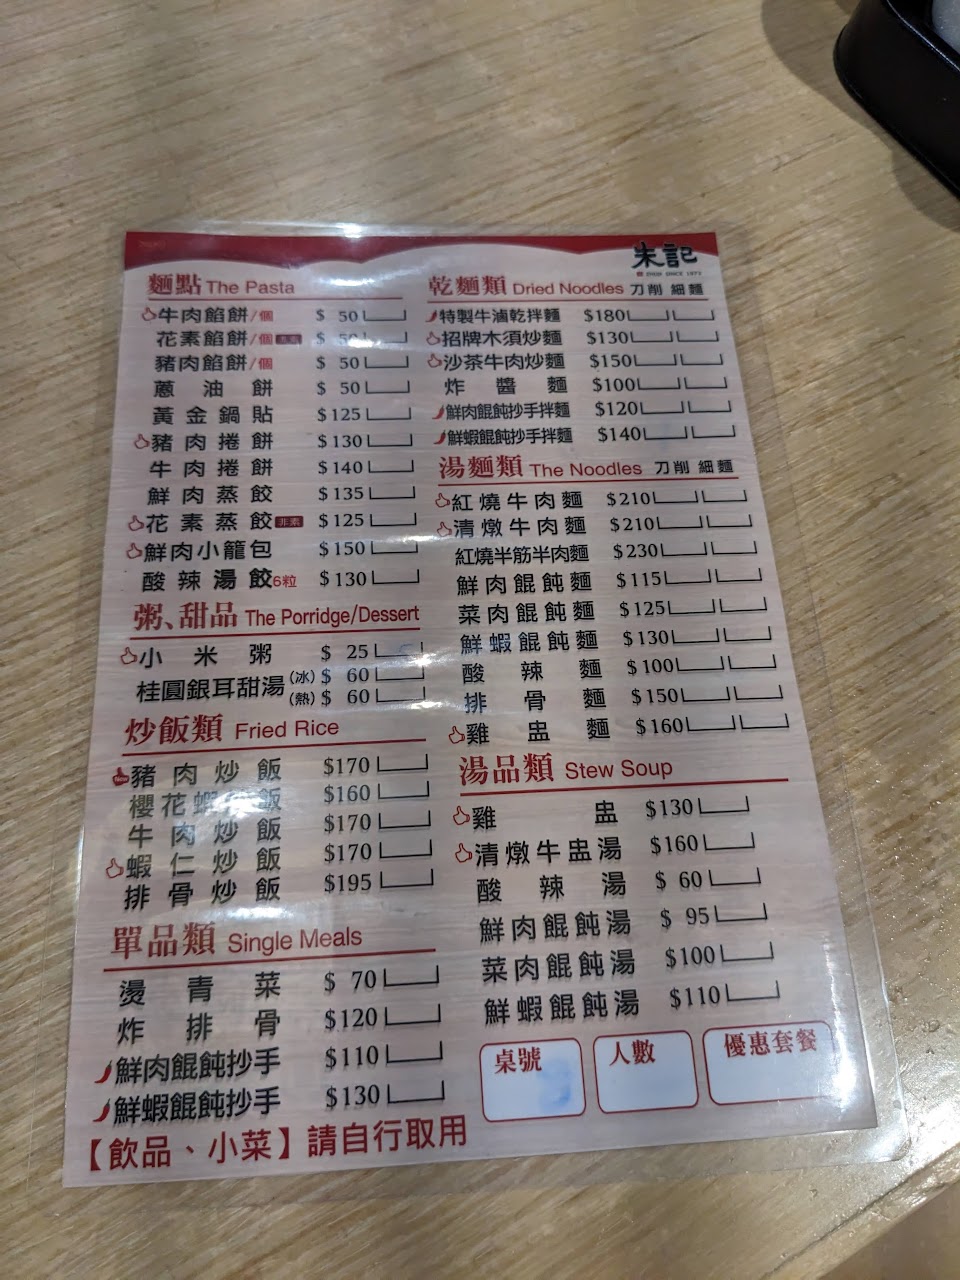 朱記
ZHUJI SINCE 1973
麵點 The Pasta
牛肉餡餅/個 $ 50
花素餡餅/個 非素 $ 50
豬肉餡餅/個 $ 50
蔥油餅 $ 50
黃金鍋貼 $125
豬肉捲餅 $130
牛肉捲餅 $140
鮮肉蒸餃 $135
花素蒸餃 非素 $125
鮮肉小籠包 $150
酸辣湯餃6粒 $130
粥、甜品 The Porridge/Dessert
小米粥 $ 25
桂圓銀耳甜湯 (冰) $ 60
(熱) $ 60
炒飯類 Fried Rice
豬肉炒飯 $170
櫻花蝦炒飯 $160
牛肉炒飯 $170
蝦仁炒飯 $170
排骨炒飯 $195
單品類 Single Meals
燙青菜 $ 70
炸排骨 $120
鮮肉餛飩抄手 $110
鮮蝦餛飩抄手 $130
【飲品、小菜】請自行取用
乾麵類 Dried Noodles 刀削 細麵
特製牛滷乾拌麵 $180
招牌木須炒麵 $130
沙茶牛肉炒麵 $150
炸醬麵 $100
鮮肉餛飩抄手拌麵 $120
鮮蝦餛飩抄手拌麵 $140
湯麵類 The Noodles 刀削 細麵
紅燒牛肉麵 $210
清燉牛肉麵 $210
紅燒半筋半肉麵 $230
鮮肉餛飩麵 $115
菜肉餛飩麵 $125
鮮蝦餛飩麵 $130
酸辣麵 $100
排骨麵 $150
雞盅麵 $160
湯品類 Stew Soup
雞盅 $130
清燉牛盅湯 $160
酸辣湯 $ 60
鮮肉餛飩湯 $ 95
菜肉餛飩湯 $100
鮮蝦餛飩湯 $110
桌號 人數 優惠套餐